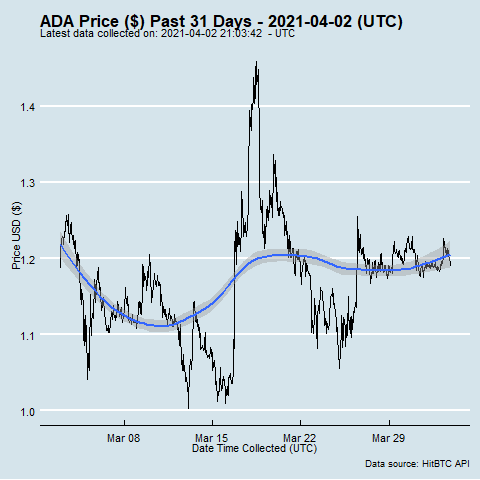 ADA Price ($) Past 31 Days - 2021-04-02 (UTC)
Latest data collected on: 2021-04-02 21:03:42  - UTC
Price USD ($)
1.4
1.3
1.2
1.1
1.0
Mar 08
Mar 15
Mar 22
Mar 29
Date Time Collected (UTC)
Data source: HitBTC API